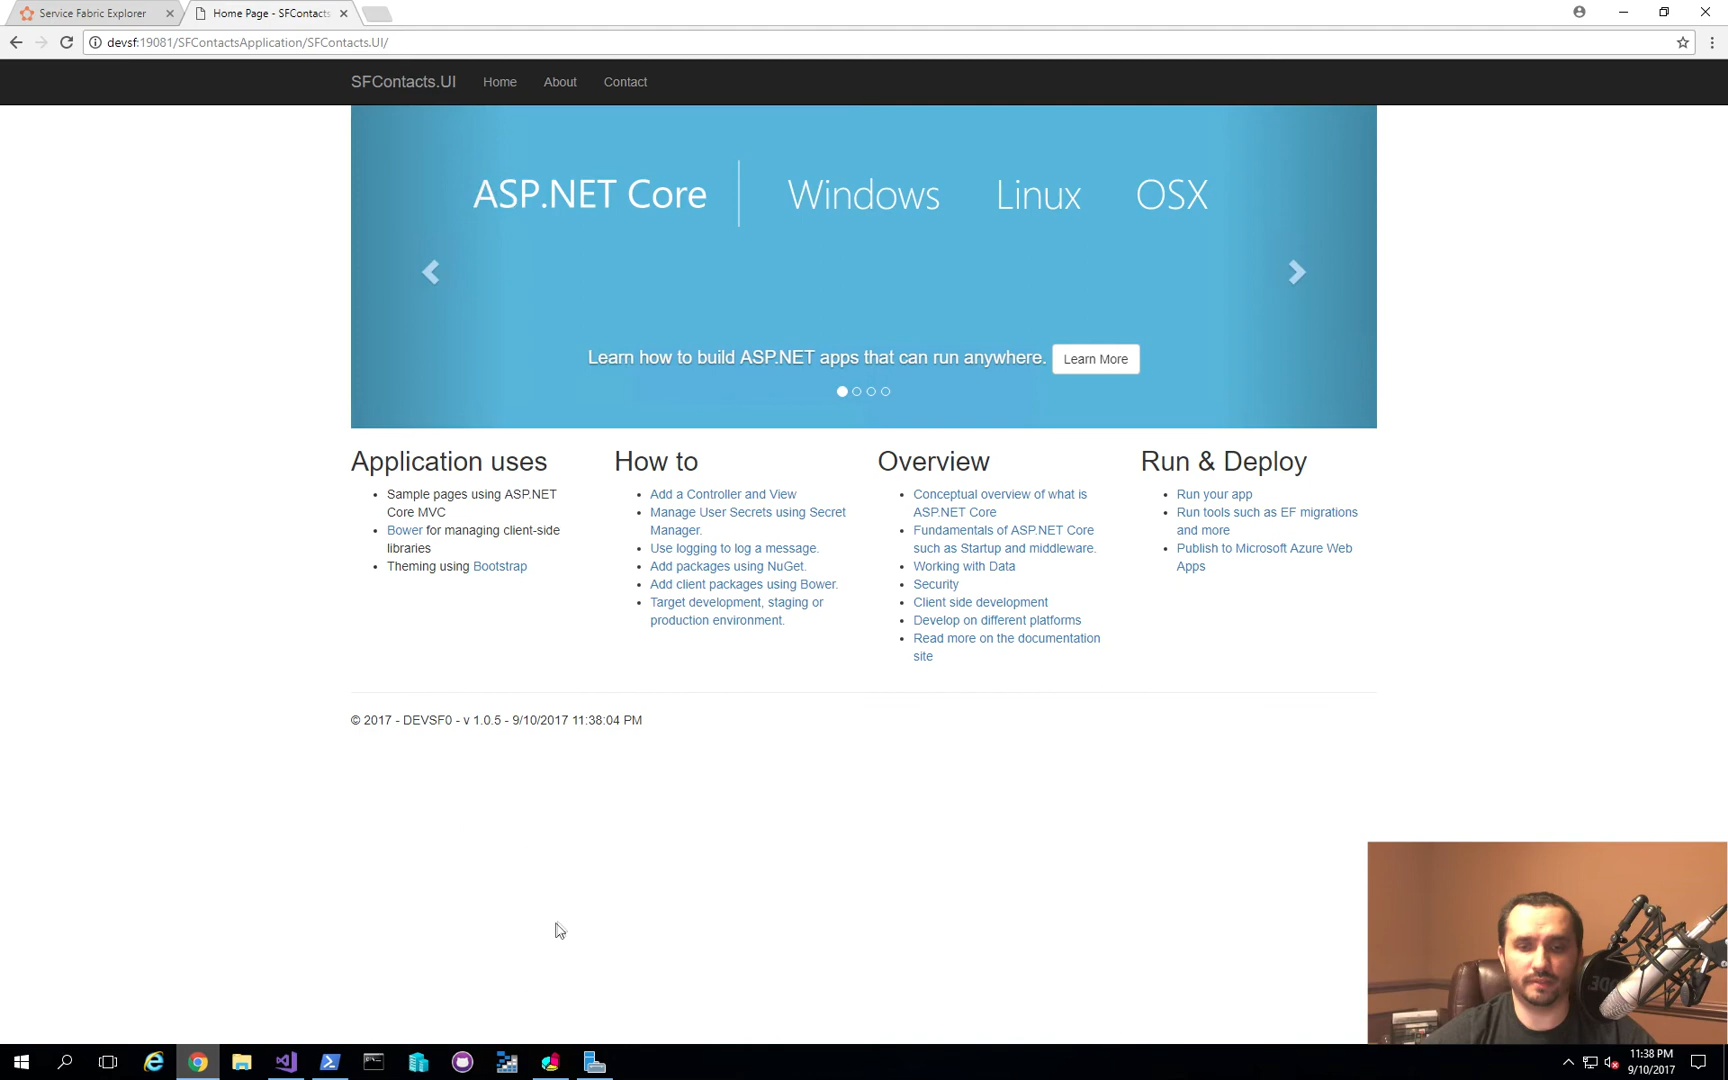 Service Fabric Explorer
Home Page - SFContacts
devsf:19081/SFContactsApplication/SFContacts.UI/
SFContacts.UI
Home
About
Contact
ASP.NET Core
Windows
Linux
OSX
Learn how to build ASP.NET apps that can run anywhere.
Learn More
Application uses
Sample pages using ASP.NET
Core MVC
Bower for managing client-side
libraries
Theming using Bootstrap
How to
Add a Controller and View
Manage User Secrets using Secret
Manager.
Use logging to log a message.
Add packages using NuGet.
Add client packages using Bower.
Target development, staging or
production environment.
Overview
Conceptual overview of what is
ASP.NET Core
Fundamentals of ASP.NET Core
such as Startup and middleware.
Working with Data
Security
Client side development
Develop on different platforms
Read more on the documentation
site
Run & Deploy
Run your app
Run tools such as EF migrations
and more
Publish to Microsoft Azure Web
Apps
© 2017 - DEVSF0 - v 1.0.5 - 9/10/2017 11:38:04 PM
11:38 PM
9/10/2017